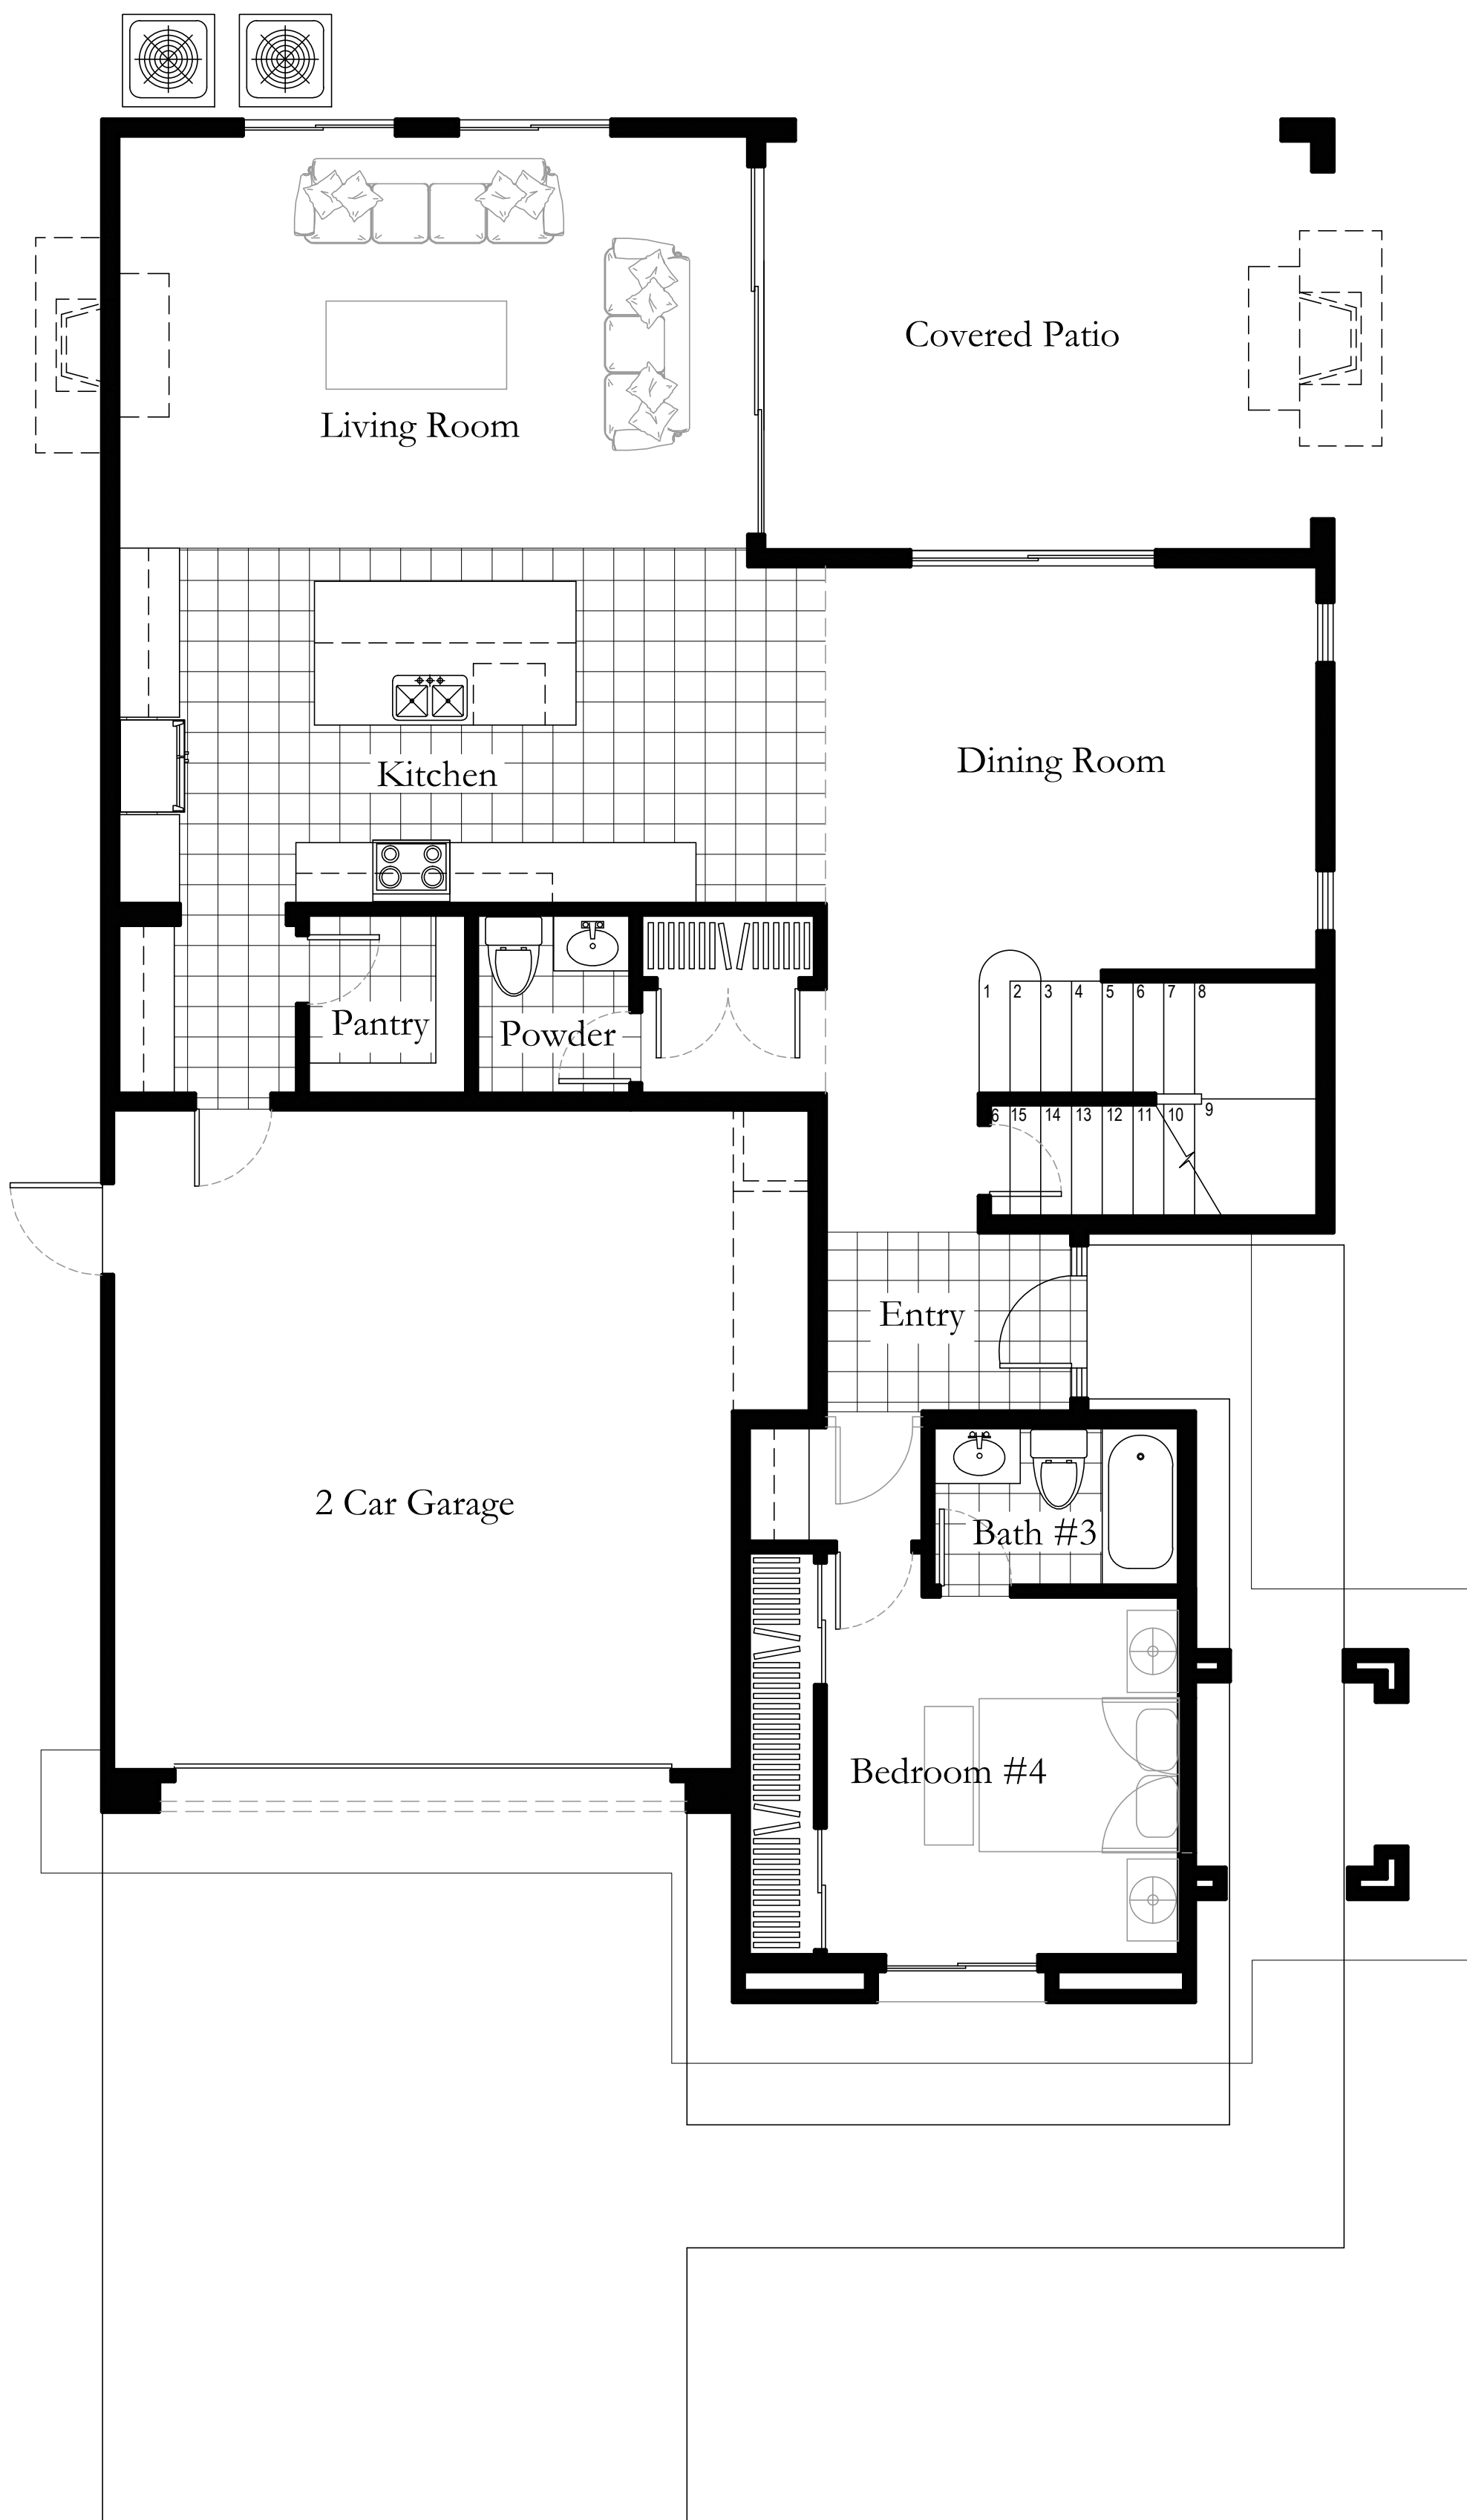 Covered Patio
Living Room
Dining Room
Kitchen
Pantry
Powder
1 2 3 4 5 6 7 8
6 15 14 13 12 11 10 9
Entry
2 Car Garage
Bath #3
Bedroom #4